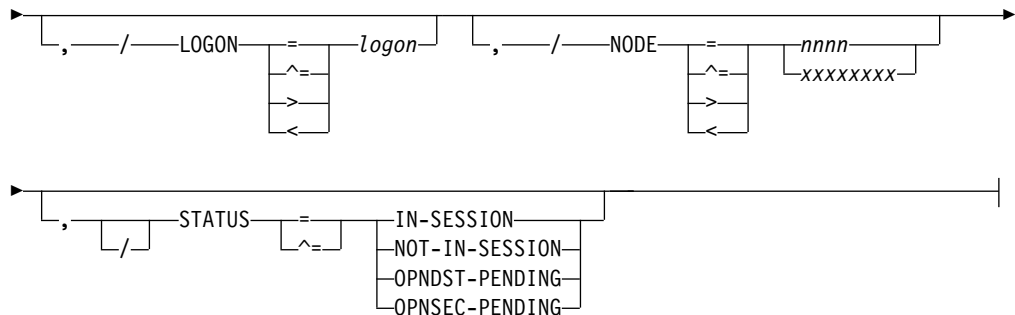 , / LOGON = logon , / NODE = nnnn
^= ^= xxxxxxxx
> >
< <
, STATUS = IN-SESSION
/ ^= NOT-IN-SESSION
OPNDST-PENDING
OPNSEC-PENDING